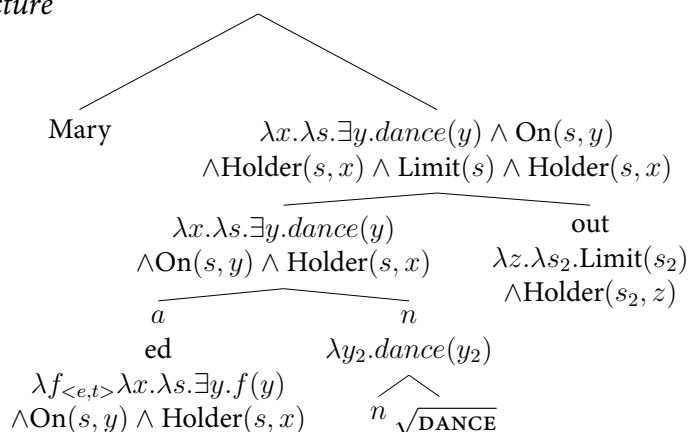 cture
Mary
λx.λs.∃y.dance(y) ∧ On(s, y)
∧Holder(s, x) ∧ Limit(s) ∧ Holder(s, x)
λx.λs.∃y.dance(y)
∧On(s, y) ∧ Holder(s, x)
out
λz.λs₂.Limit(s₂)
∧Holder(s₂, z)
a
ed
λf<e,t>λx.λs.∃y.f(y)
∧On(s, y) ∧ Holder(s, x)
n
λy₂.dance(y₂)
n √DANCE